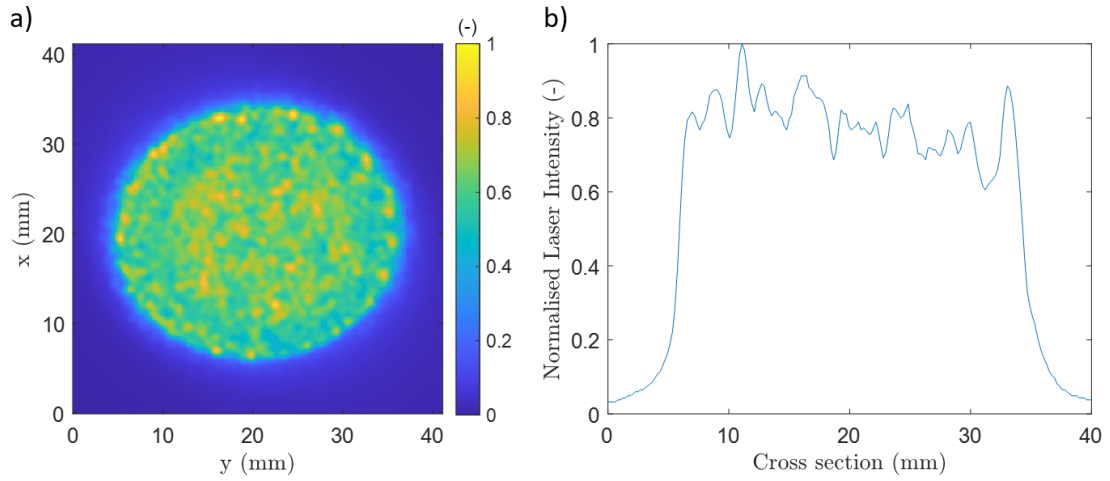 a)
(-)
40
30
20
10
0
0 10 20 30 40
x (mm)
y (mm)
1
0.8
0.6
0.4
0.2
0
b)
1
0.8
0.6
0.4
0.2
0
0 10 20 30 40
Normalised Laser Intensity (-)
Cross section (mm)